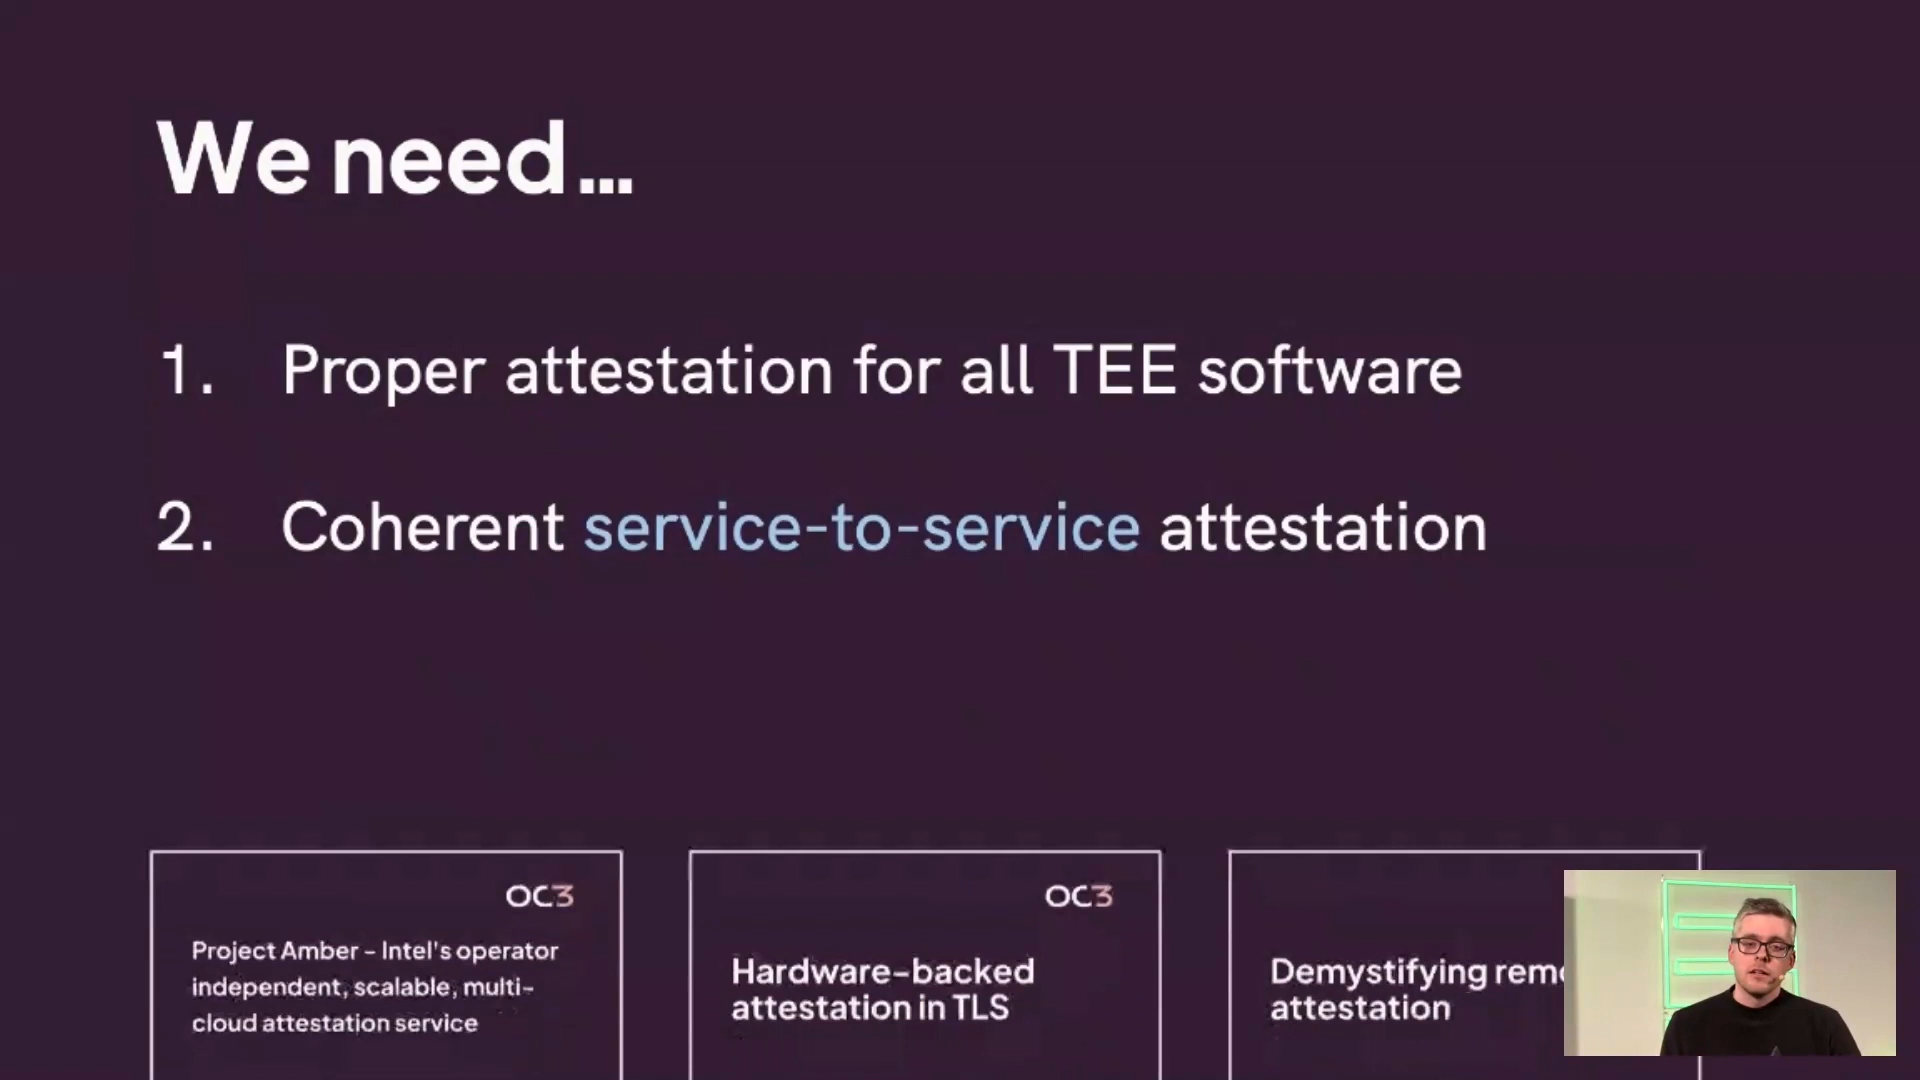 We need...
1. Proper attestation for all TEE software
2. Coherent service-to-service attestation
OC3
Project Amber - Intel's operator
independent, scalable, multi-
cloud attestation service
OC3
Hardware-backed
attestation in TLS
Demystifying
attestation